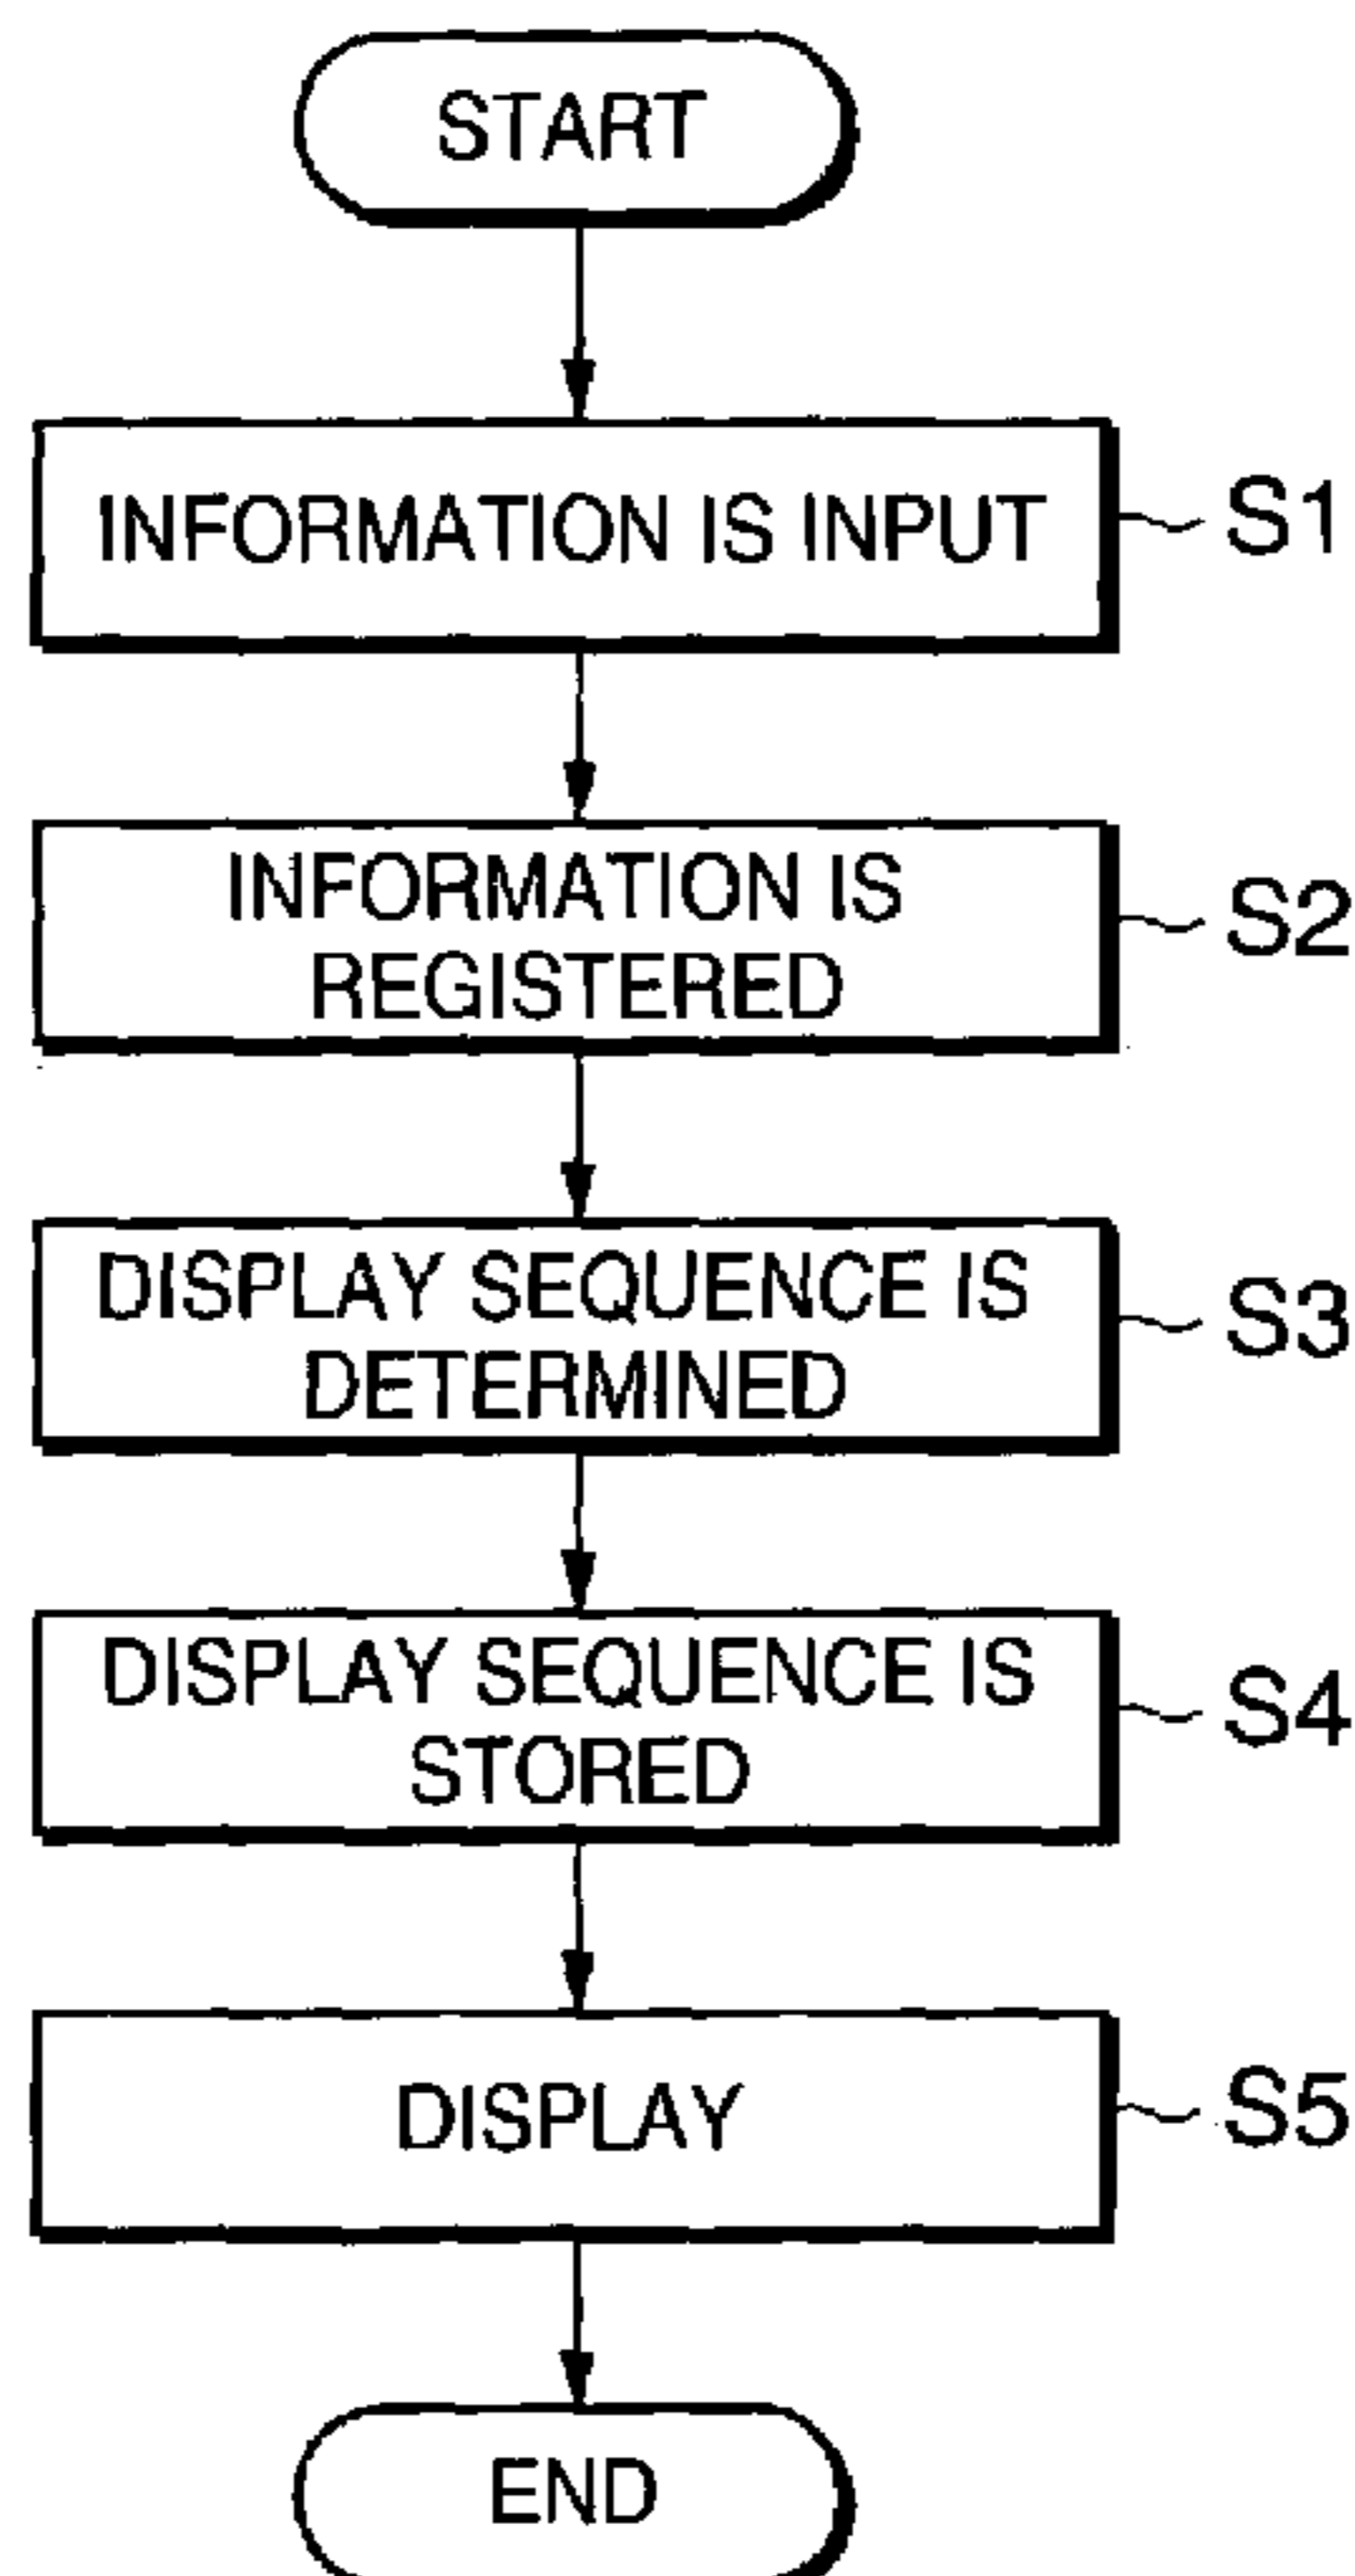 START
INFORMATION IS INPUT
S1
INFORMATION IS
REGISTERED
S2
DISPLAY SEQUENCE IS
DETERMINED
S3
DISPLAY SEQUENCE IS
STORED
S4
DISPLAY
S5
END